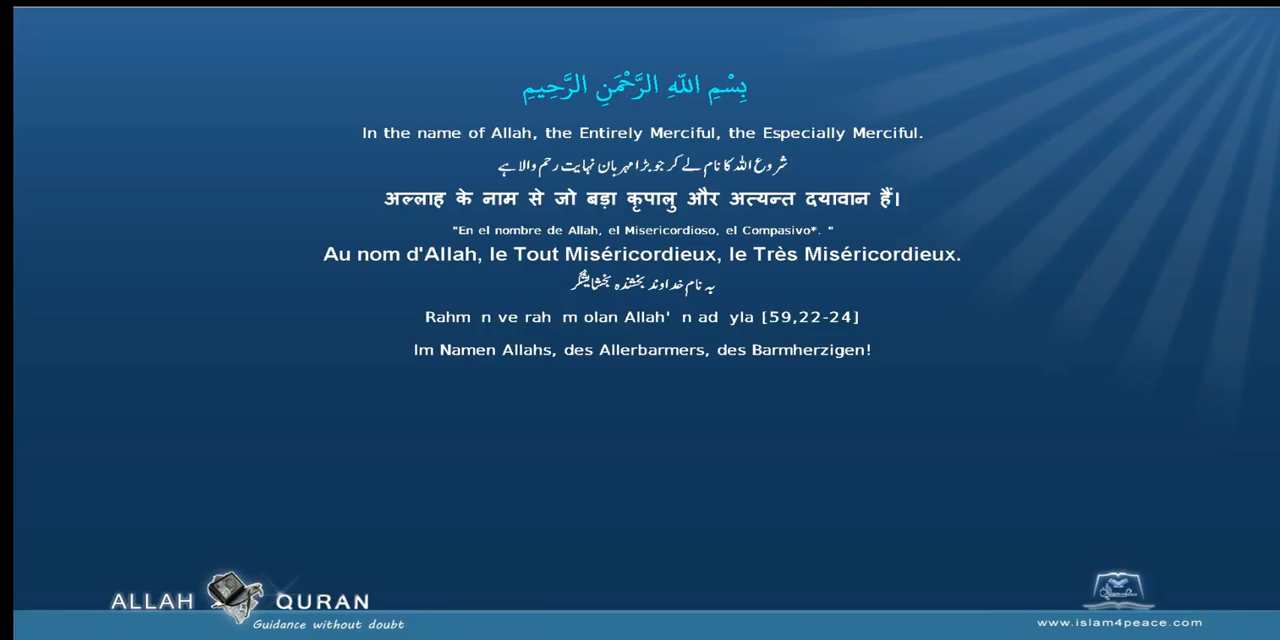 بِسْمِ اللّٰهِ الرَّحْمَنِ الرَّحِيمِ
In the name of Allah, the Entirely Merciful, the Especially Merciful.
شروع الله کا نام لے کر جو بڑا مہربان نہایت رحم والا ہے
अल्लाह के नाम से जो बड़ा कृपालु और अत्यन्त दयावान हैं।
"En el nombre de Allah, el Misericordioso, el Compasivo*. "
Au nom d'Allah, le Tout Miséricordieux, le Très Miséricordieux.
به نام خداوند بخشنده بخشایشگر
Rahm  n ve rah  m olan Allah'  n ad  yla [59,22-24]
Im Namen Allahs, des Allerbarmers, des Barmherzigen!
ALLAH QURAN
Guidance without doubt
www.islam4peace.com